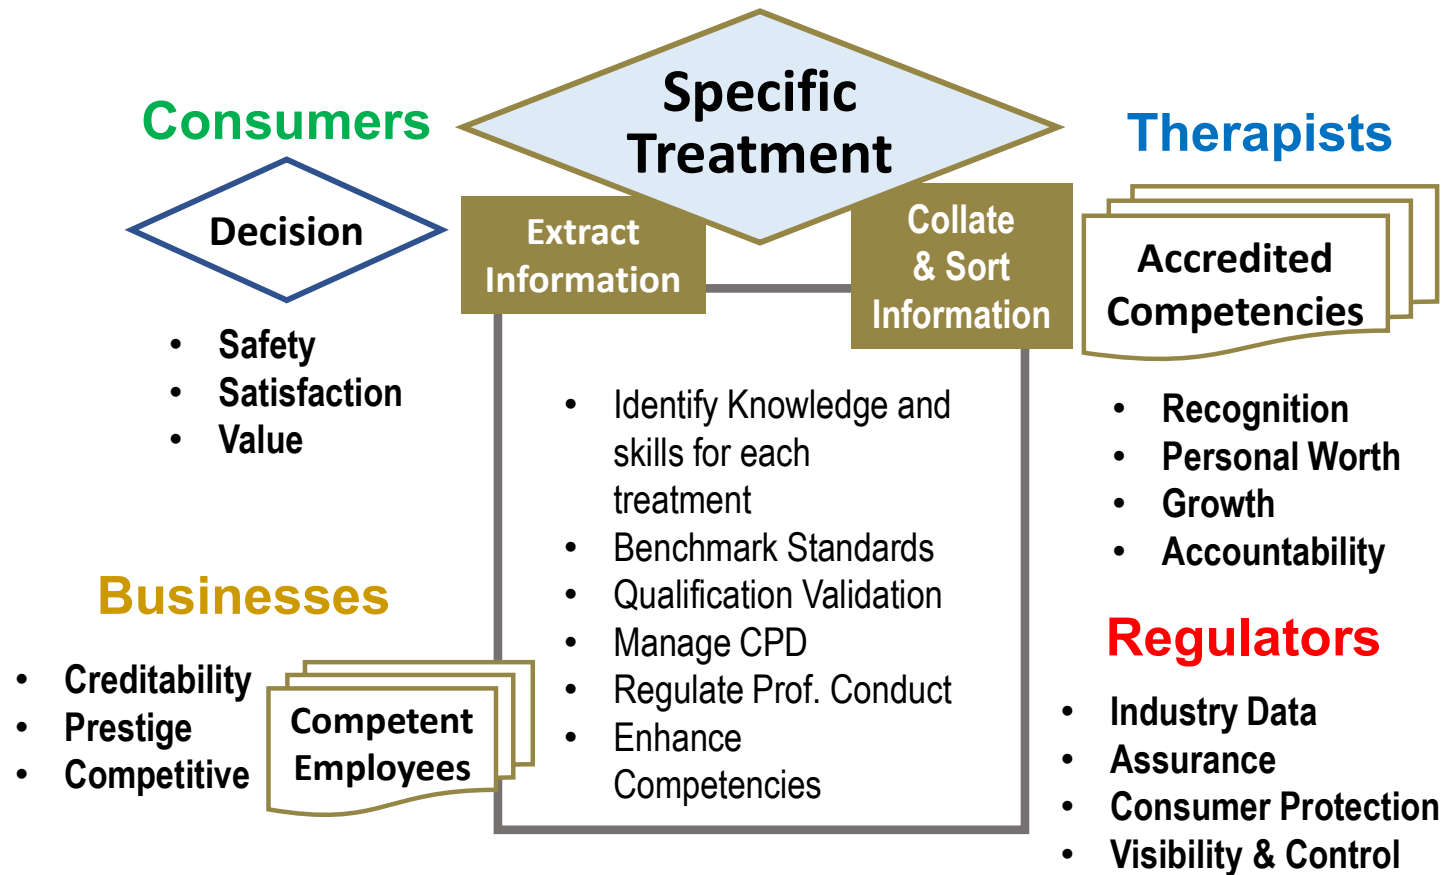 Specific
Treatment
Consumers
Decision
• Safety
• Satisfaction
• Value
Extract
Information
Collate
& Sort
Information
Therapists
Accredited
Competencies
• Recognition
• Personal Worth
• Growth
• Accountability
• Identify Knowledge and
skills for each
treatment
• Benchmark Standards
• Qualification Validation
• Manage CPD
• Regulate Prof. Conduct
• Enhance
Competencies
Businesses
• Creditability
• Prestige
• Competitive
Competent
Employees
Regulators
• Industry Data
• Assurance
• Consumer Protection
• Visibility & Control